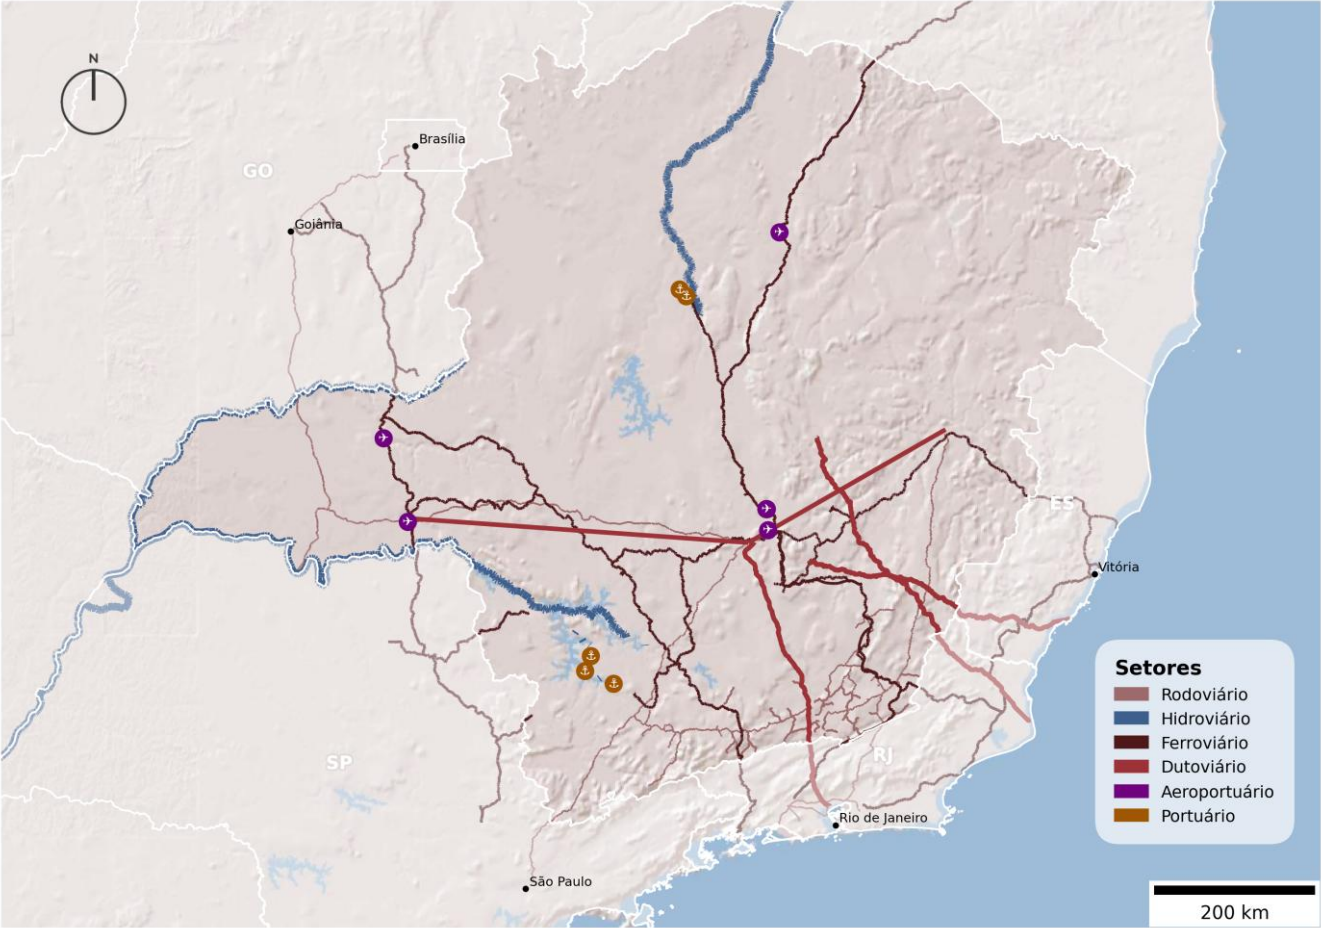 N
Brasília
GO
Goiânia
ES
Vitória
Setores
Rodoviário
Hidroviário
Ferroviário
Dutoviário
Aeroportuário
Portuário
SP
RJ
Rio de Janeiro
São Paulo
200 km